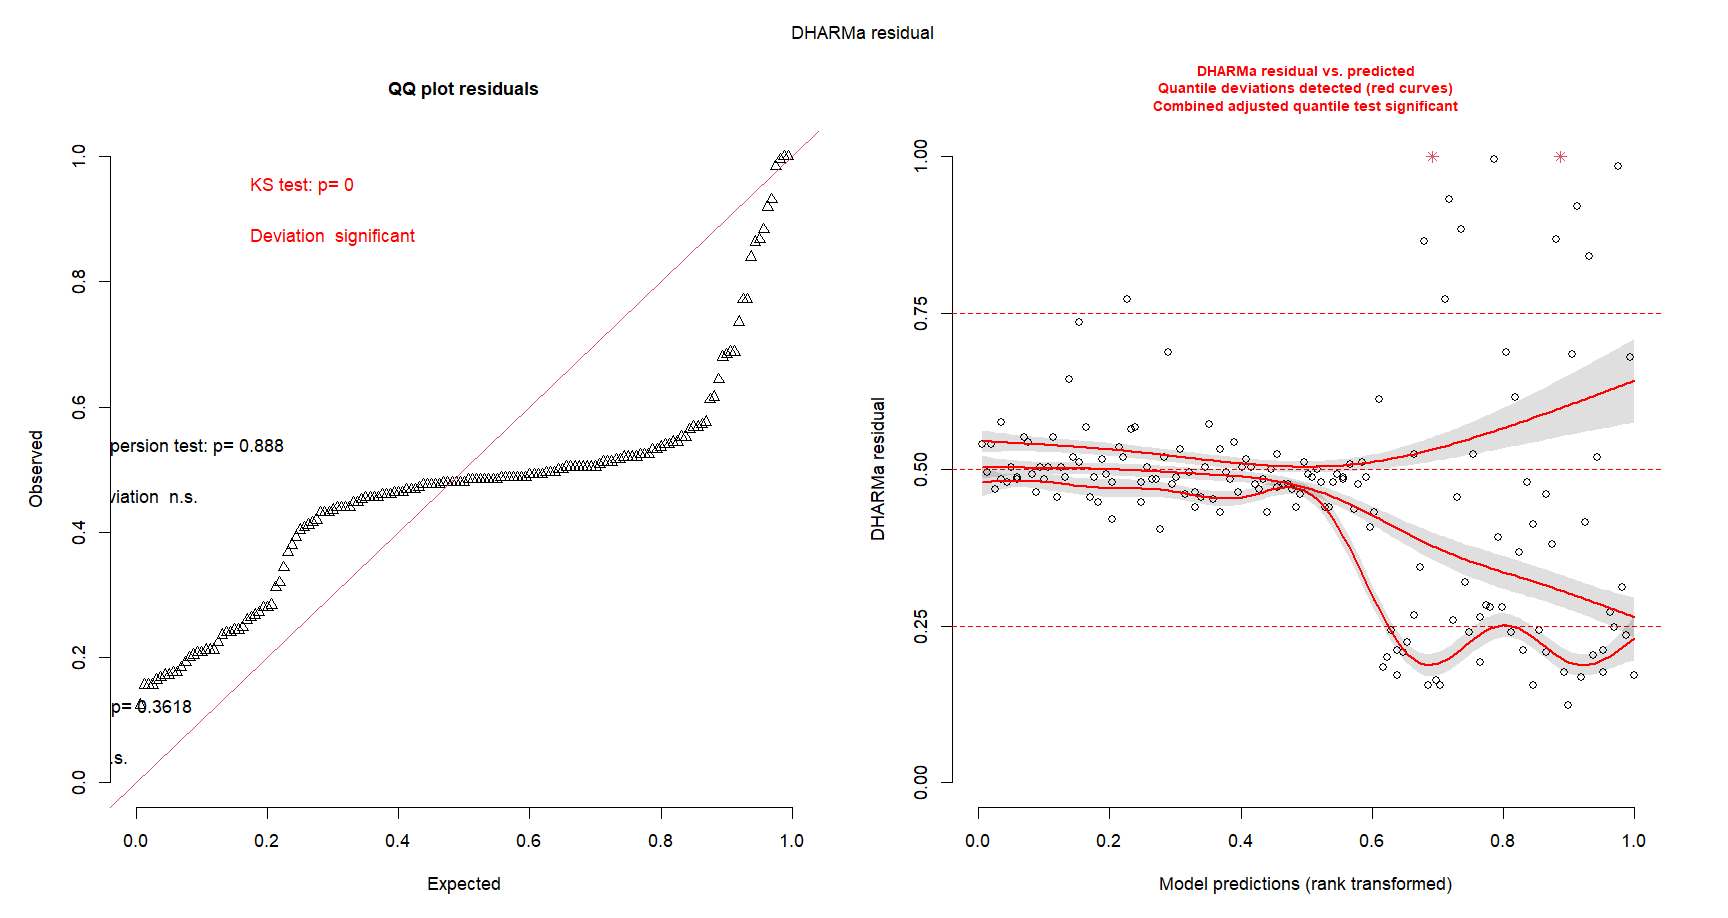 DHARMa residual
QQ plot residuals
KS test: p= 0
Deviation  significant
persion test: p= 0.888
viation  n.s.
p= 0.3618
.s.
Observed
0.0 0.2 0.4 0.6 0.8 1.0
0.0 0.2 0.4 0.6 0.8 1.0
Expected
DHARMa residual vs. predicted
Quantile deviations detected (red curves)
Combined adjusted quantile test significant
DHARMa residual
0.00 0.25 0.50 0.75 1.00
0.0 0.2 0.4 0.6 0.8 1.0
Model predictions (rank transformed)